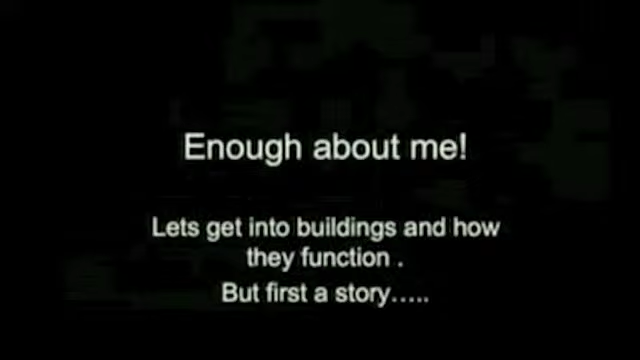 Enough about me!
Lets get into buildings and how
they function .
But first a story.....